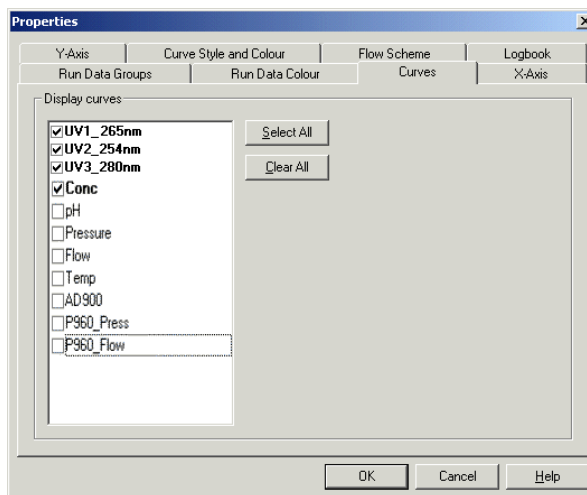 Properties
Y-Axis Curve Style and Colour Flow Scheme Logbook
Run Data Groups Run Data Colour Curves X-Axis
Display curves
UV1_265nm
UV2_254nm
UV3_280nm
Conc
pH
Pressure
Flow
Temp
AD900
P960_Press
P960_Flow
Select All
Clear All
OK Cancel Help